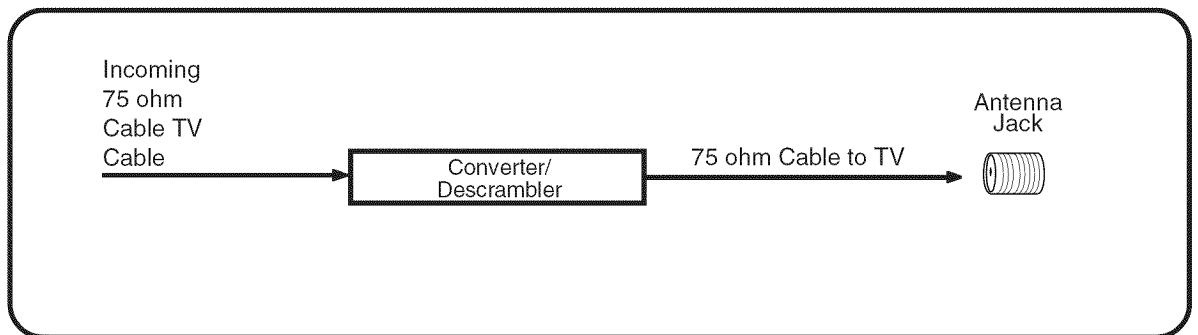 Incoming
75 ohm
Cable TV
Cable
Converter/
Descrambler
75 ohm Cable to TV
Antenna
Jack